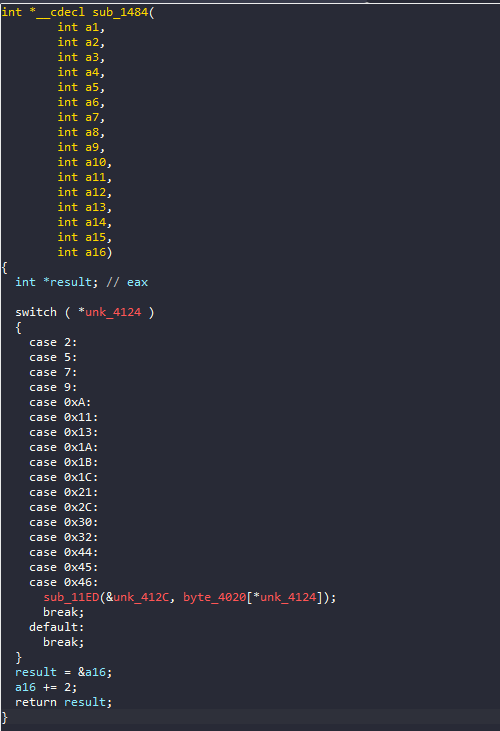 int *__cdecl sub_1484(
int a1,
int a2,
int a3,
int a4,
int a5,
int a6,
int a7,
int a8,
int a9,
int a10,
int a11,
int a12,
int a13,
int a14,
int a15,
int a16)
{
int *result; // eax
switch ( *unk_4124 )
{
case 2:
case 5:
case 7:
case 9:
case 0xA:
case 0x11:
case 0x13:
case 0x1A:
case 0x1B:
case 0x1C:
case 0x21:
case 0x2C:
case 0x30:
case 0x32:
case 0x44:
case 0x45:
case 0x46:
sub_11ED(&unk_412C, byte_4020[*unk_4124]);
break;
default:
break;
}
result = &a16;
a16 += 2;
return result;
}